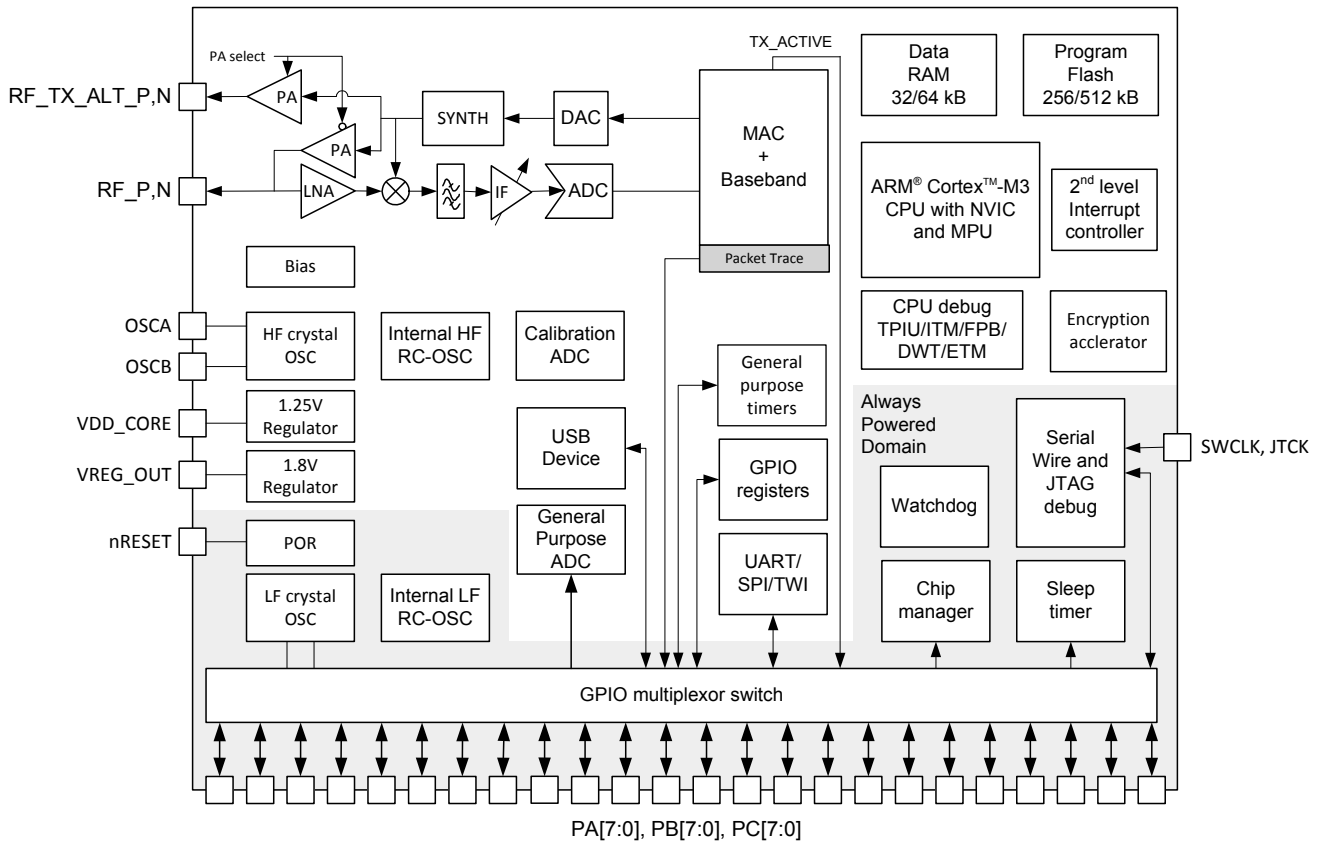 TX_ACTIVE
PA select
RF_TX_ALT_P,N
PA
SYNTH
DAC
MAC
+
Baseband
Data
RAM
32/64 kB
Program
Flash
256/512 kB
PA
RF_P,N
LNA
IF
ADC
ARM® Cortex™-M3
CPU with NVIC
and MPU
2nd level
Interrupt
controller
Packet Trace
Bias
OSCA
OSCB
HF crystal
OSC
Internal HF
RC-OSC
Calibration
ADC
CPU debug
TPIU/ITM/FPB/
DWT/ETM
Encryption
acclerator
General
purpose
timers
VDD_CORE
1.25V
Regulator
USB
Device
Always
Powered
Domain
Serial
Wire and
JTAG
debug
SWCLK, JTCK
VREG_OUT
1.8V
Regulator
GPIO
registers
Watchdog
nRESET
POR
General
Purpose
ADC
UART/
SPI/TWI
LF crystal
OSC
Internal LF
RC-OSC
Chip
manager
Sleep
timer
GPIO multiplexor switch
PA[7:0], PB[7:0], PC[7:0]